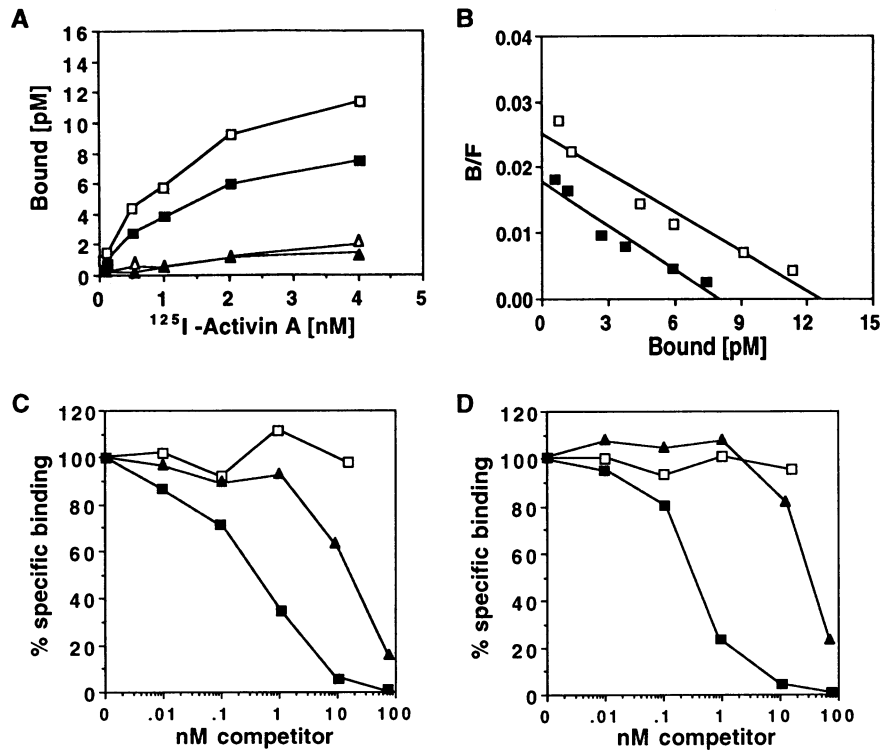 A
16
14
12
10
8
6
4
2
0
Bound [pM]
0 1 2 3 4 5
125I-Activin A [nM]
B
0.04
0.03
0.02
0.01
0.00
B/F
0 3 6 9 12 15
Bound [pM]
C
120
100
80
60
40
20
0
% specific binding
0 .01 .1 1 10 100
nM competitor
D
120
100
80
60
40
20
0
% specific binding
0 .01 .1 1 10 100
nM competitor